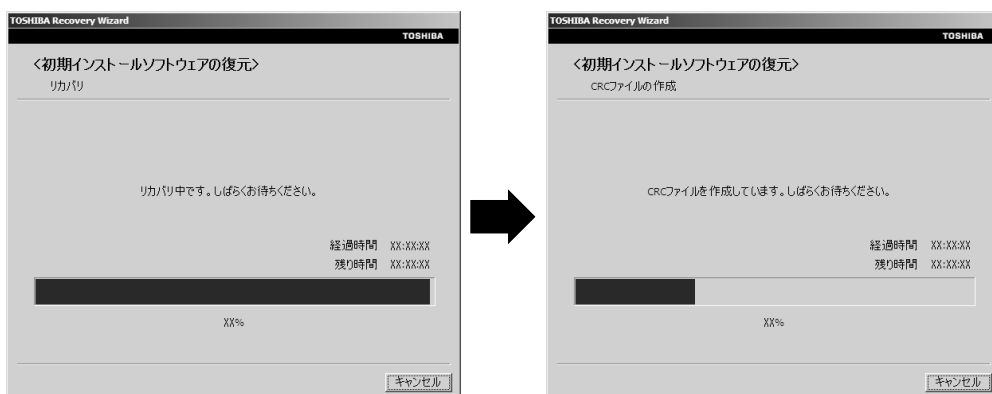 TOSHIBA Recovery Wizard
TOSHIBA
<初期インストールソフトウェアの復元>
リカバリ
リカバリ中です。しばらくお待ちください。
経過時間 XX:XX:XX
残り時間 XX:XX:XX
XX%
キャンセル
TOSHIBA Recovery Wizard
TOSHIBA
<初期インストールソフトウェアの復元>
CRCファイルの作成
CRCファイルを作成しています。しばらくお待ちください。
経過時間 XX:XX:XX
残り時間 XX:XX:XX
XX%
キャンセル